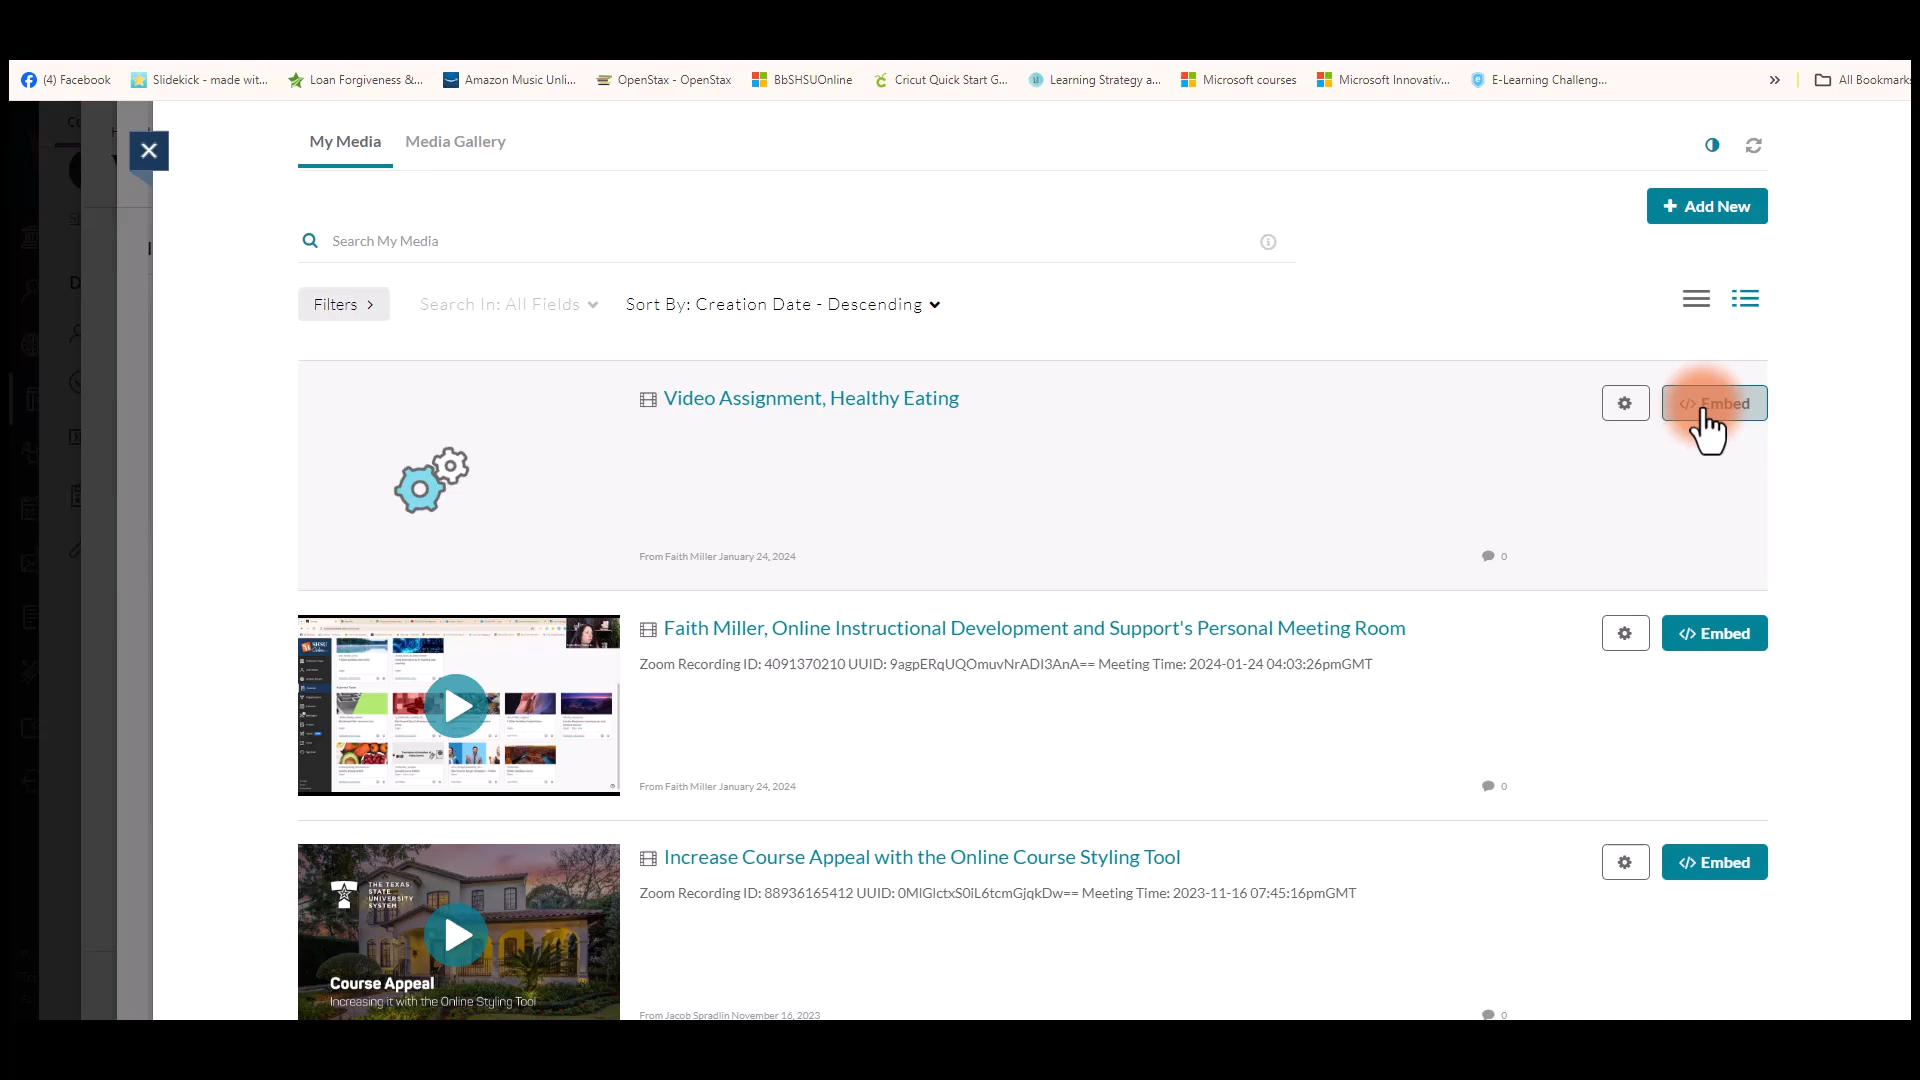 (4) Facebook
Slidekick - made wit...
Loan Forgiveness &...
Amazon Music Unli...
OpenStax - OpenStax
BbSHSUOnline
Cricut Quick Start G...
Learning Strategy a...
Microsoft courses
Microsoft Innovativ...
E-Learning Challeng...
»
All Bookmarks
My Media
Media Gallery
+ Add New
Search My Media
Filters >
Search In: All Fields
Sort By: Creation Date - Descending
Video Assignment, Healthy Eating
</> Embed
From Faith Miller January 24, 2024
0
Faith Miller, Online Instructional Development and Support's Personal Meeting Room
</> Embed
Zoom Recording ID: 4091370210 UUID: 9agpERqUQOmuvNrADI3AnA== Meeting Time: 2024-01-24 04:03:26pmGMT
From Faith Miller January 24, 2024
0
Increase Course Appeal with the Online Course Styling Tool
</> Embed
Zoom Recording ID: 88936165412 UUID: 0MlGlctxS0iL6tcmGjqkDw== Meeting Time: 2023-11-16 07:45:16pmGMT
THE TEXAS
STATE
UNIVERSITY
SYSTEM
Course Appeal
Increasing it with the Online Styling Tool
From Jacob Spradlin November 16, 2023
0